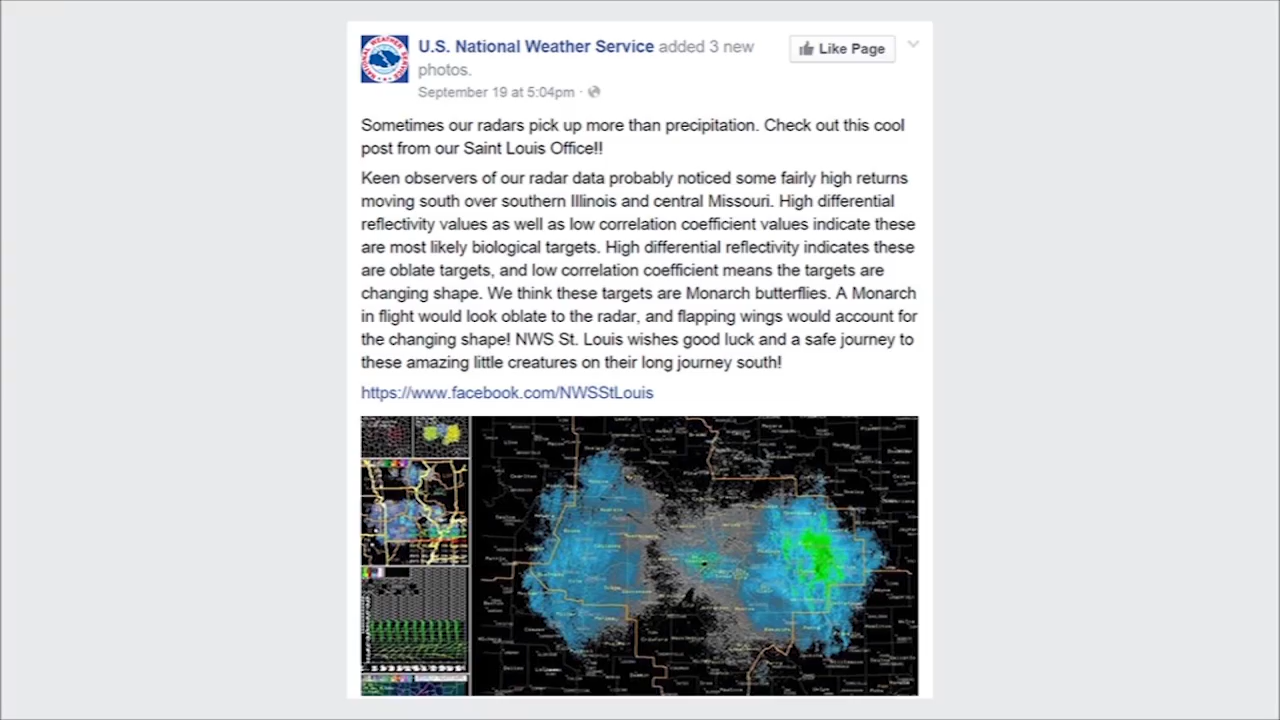 U.S. National Weather Service added 3 new
photos.
September 19 at 5:04pm ·
Like Page
Sometimes our radars pick up more than precipitation. Check out this cool
post from our Saint Louis Office!!
Keen observers of our radar data probably noticed some fairly high returns
moving south over southern Illinois and central Missouri. High differential
reflectivity values as well as low correlation coefficient values indicate these
are most likely biological targets. High differential reflectivity indicates these
are oblate targets, and low correlation coefficient means the targets are
changing shape. We think these targets are Monarch butterflies. A Monarch
in flight would look oblate to the radar, and flapping wings would account for
the changing shape! NWS St. Louis wishes good luck and a safe journey to
these amazing little creatures on their long journey south!
https://www.facebook.com/NWSStLouis